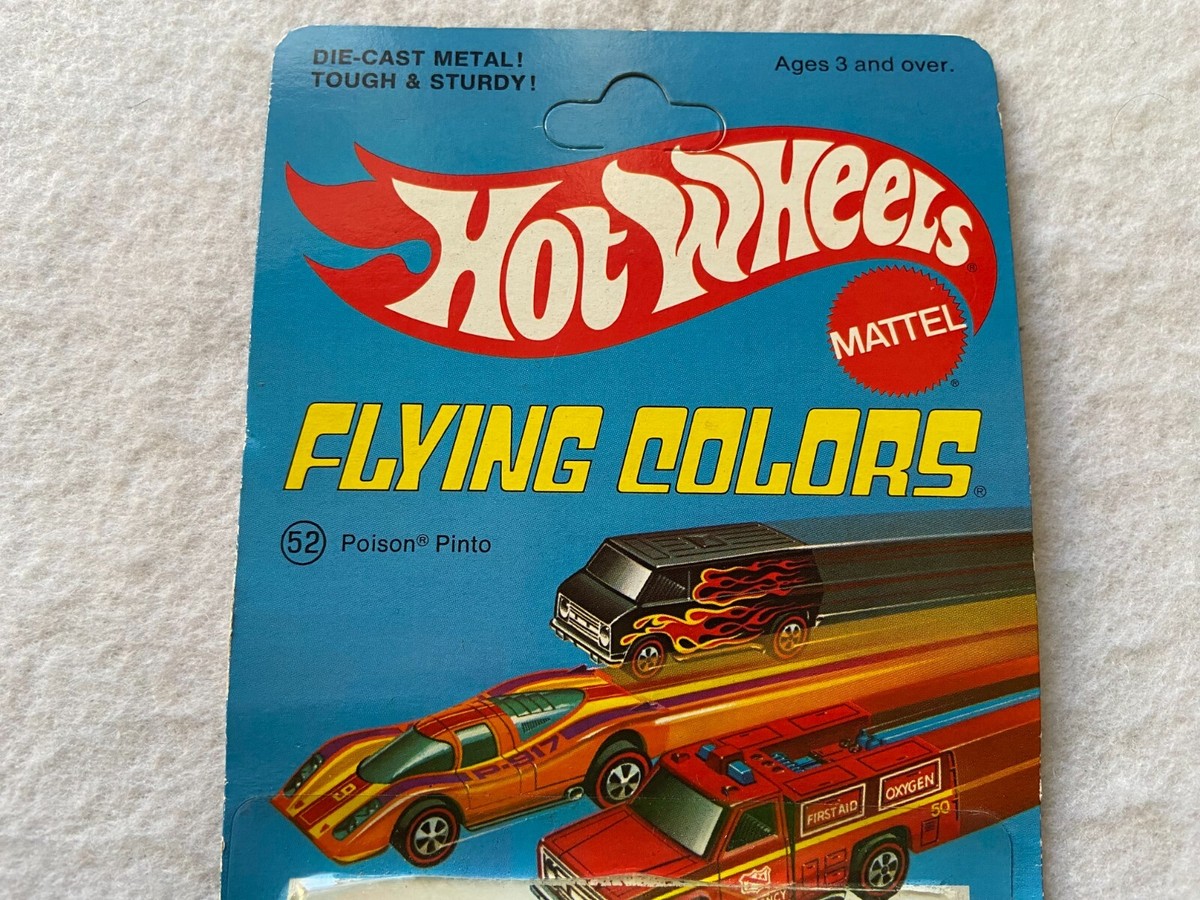 DIE-CAST METAL!
TOUGH & STURDY!
Ages 3 and over.
Hot Wheels®
MATTEL®
FLYING COLORS®
52 Poison® Pinto
P-917
FIRST AID
OXYGEN
50